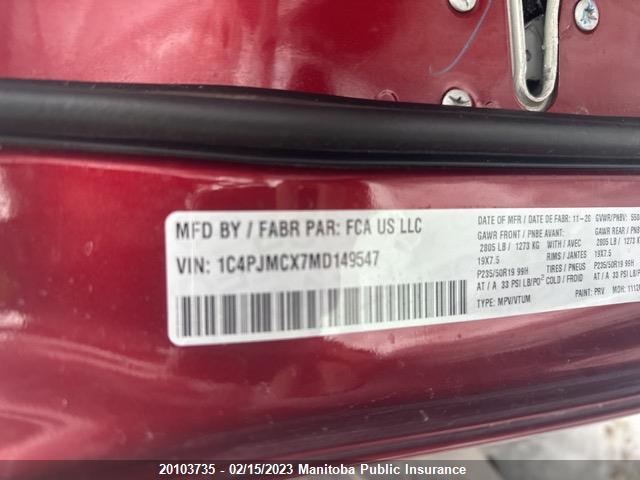 MFD BY / FABR PAR: FCA US LLC
VIN: 1C4PJMCX7MD149547
DATE OF MFR / DATE DE FABR: 11-20 GVWR/PNBV:
GAWR FRONT / PNBE AVANT: GAWR REAR /
2805 LB / 1273 KG WITH / AVEC 2805 LB /
19X7.5 RIMS / JANTES 19X7.5
P235/50R19 99H TIRES / PNEUS P235/50R19 99H
AT / A 33 PSI LB/PO² COLD / FROID AT / A 33
TYPE: MPV/VTUM PAINT: PRV MDH:
20103735 - 02/15/2023 Manitoba Public Insurance